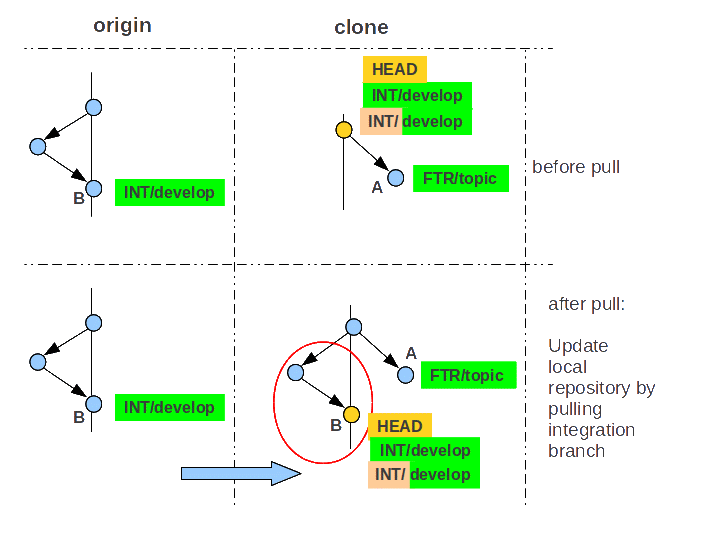 origin
clone
HEAD
INT/develop
INT/ develop
FTR/topic
A
before pull
B
INT/develop
after pull:
Update
local
repository by
pulling
integration
branch
A
FTR/topic
B
INT/develop
B
HEAD
INT/develop
INT/ develop